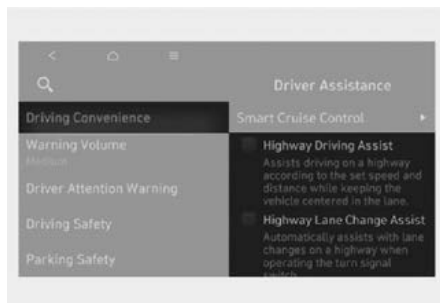 Driver Assistance
Driving Convenience
Warning Volume
Medium
Driver Attention Warning
Driving Safety
Parking Safety
Smart Cruise Control
Highway Driving Assist
Assists driving on a highway
according to the set speed and
distance while keeping the
vehicle centered in the lane.
Highway Lane Change Assist
Automatically assists with lane
changes on a highway when
operating the turn signal
switch.